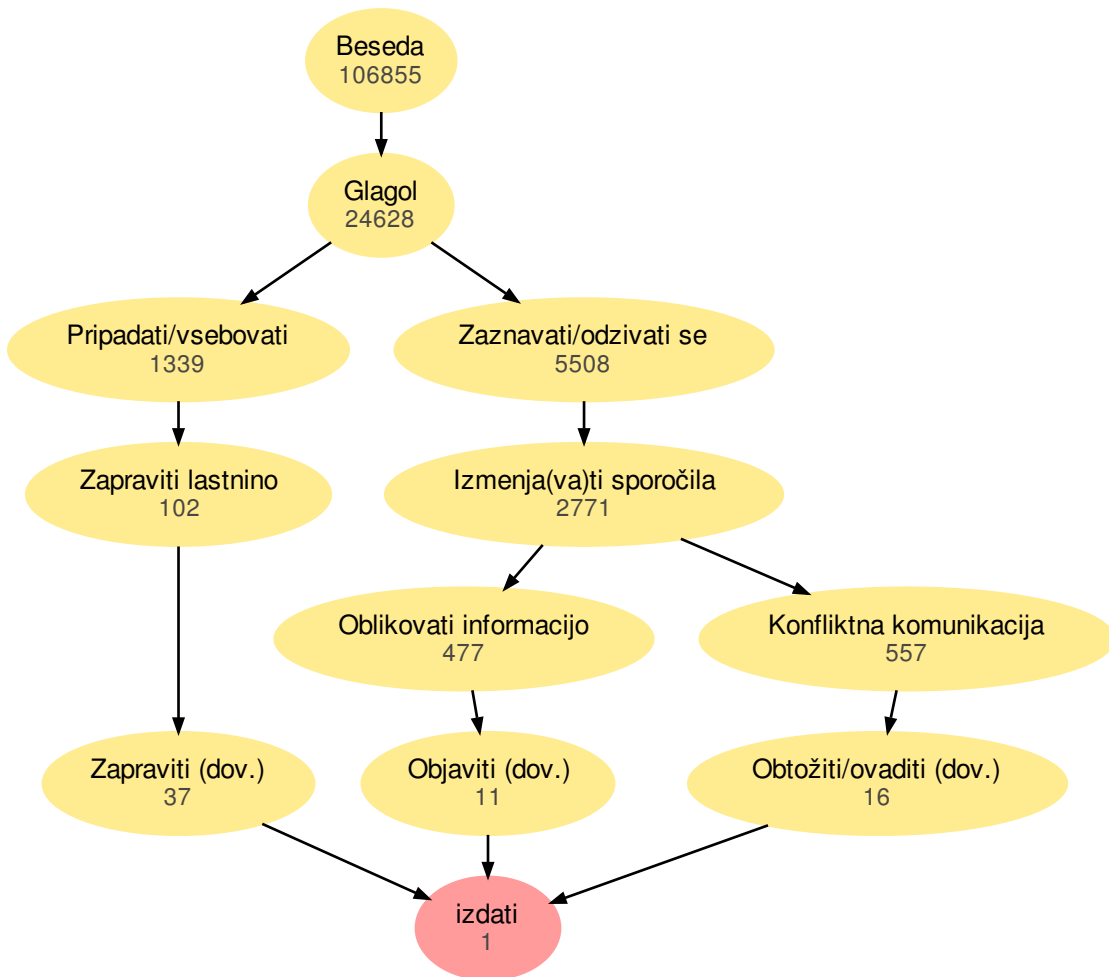 Beseda
106855
Glagol
24628
Pripadati/vsebovati
1339
Zaznavati/odzivati se
5508
Zapraviti lastnino
102
Izmenja(va)ti sporočila
2771
Oblikovati informacijo
477
Konfliktna komunikacija
557
Zapraviti (dov.)
37
Objaviti (dov.)
11
Obtožiti/ovaditi (dov.)
16
izdati
1